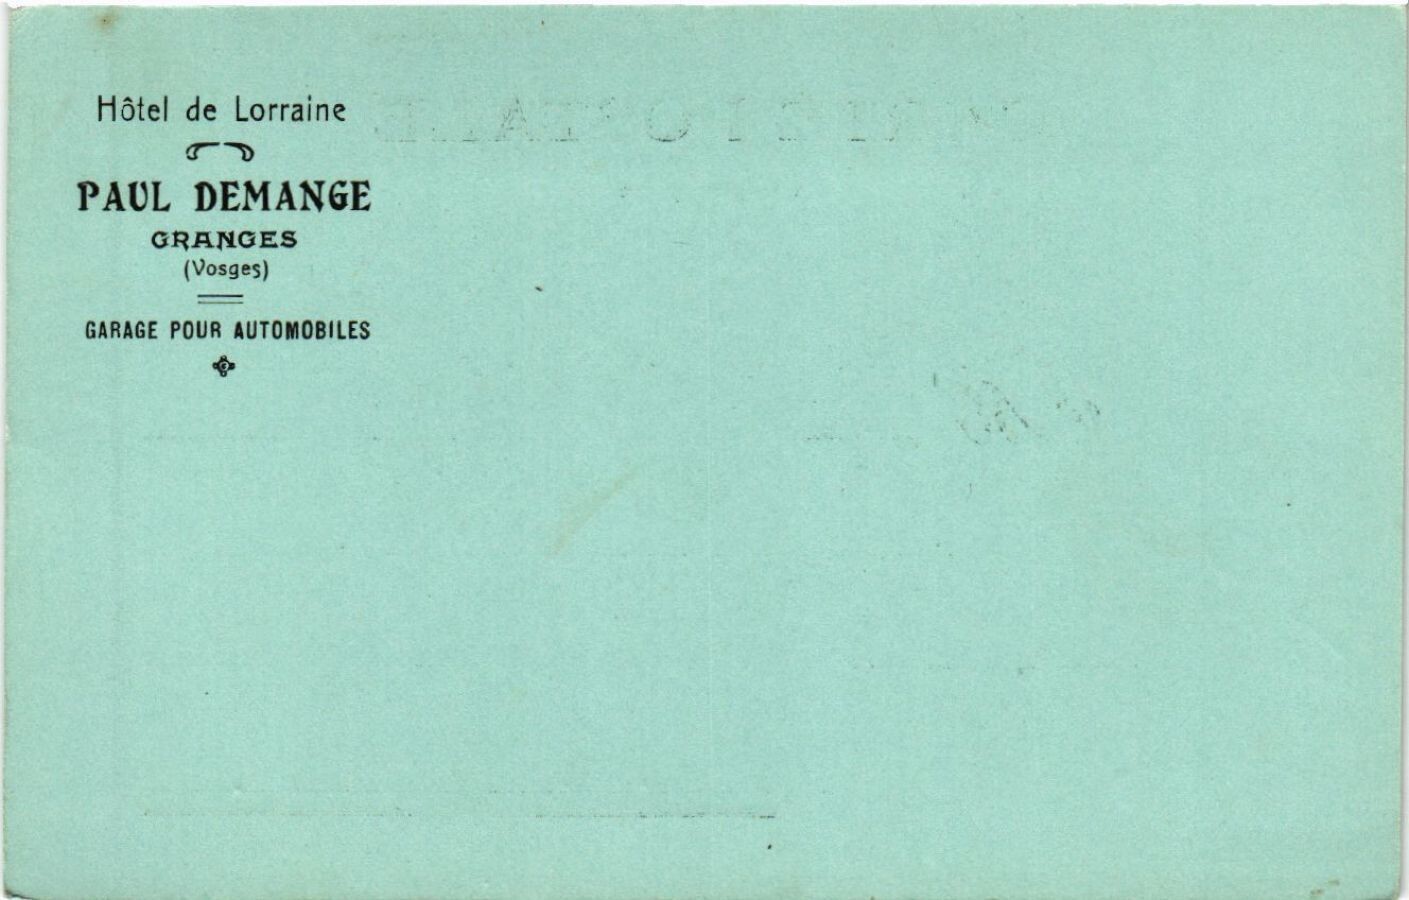 Hôtel de Lorraine
PAUL DEMANGE
GRANGES
(Vosges)
GARAGE POUR AUTOMOBILES